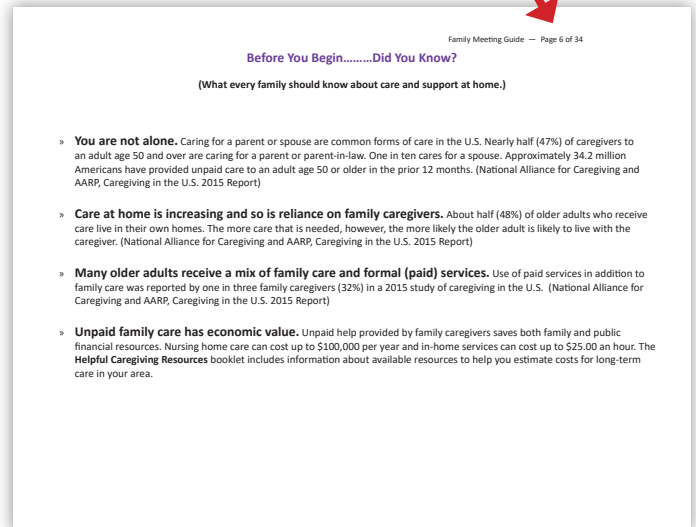 Family Meeting Guide — Page 6 of 34
Before You Begin.........Did You Know?
(What every family should know about care and support at home.)
» You are not alone. Caring for a parent or spouse are common forms of care in the U.S. Nearly half (47%) of caregivers to
an adult age 50 and over are caring for a parent or parent-in-law. One in ten cares for a spouse. Approximately 34.2 million
Americans have provided unpaid care to an adult age 50 or older in the prior 12 months. (National Alliance for Caregiving and
AARP, Caregiving in the U.S. 2015 Report)
» Care at home is increasing and so is reliance on family caregivers. About half (48%) of older adults who receive
care live in their own homes. The more care that is needed, however, the more likely the older adult is likely to live with the
caregiver. (National Alliance for Caregiving and AARP, Caregiving in the U.S. 2015 Report)
» Many older adults receive a mix of family care and formal (paid) services. Use of paid services in addition to
family care was reported by one in three family caregivers (32%) in a 2015 study of caregiving in the U.S. (National Alliance for
Caregiving and AARP, Caregiving in the U.S. 2015 Report)
» Unpaid family care has economic value. Unpaid help provided by family caregivers saves both family and public
financial resources. Nursing home care can cost up to $100,000 per year and in-home services can cost up to $25.00 an hour. The
Helpful Caregiving Resources booklet includes information about available resources to help you estimate costs for long-term
care in your area.